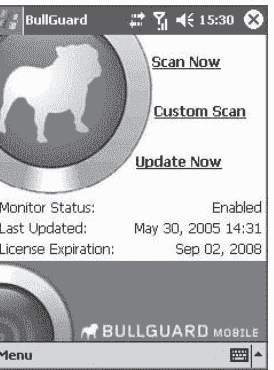 BullGuard 15:30
Scan Now
Custom Scan
Update Now
Monitor Status: Enabled
Last Updated: May 30, 2005 14:31
License Expiration: Sep 02, 2008
BULLGUARD MOBILE
Menu